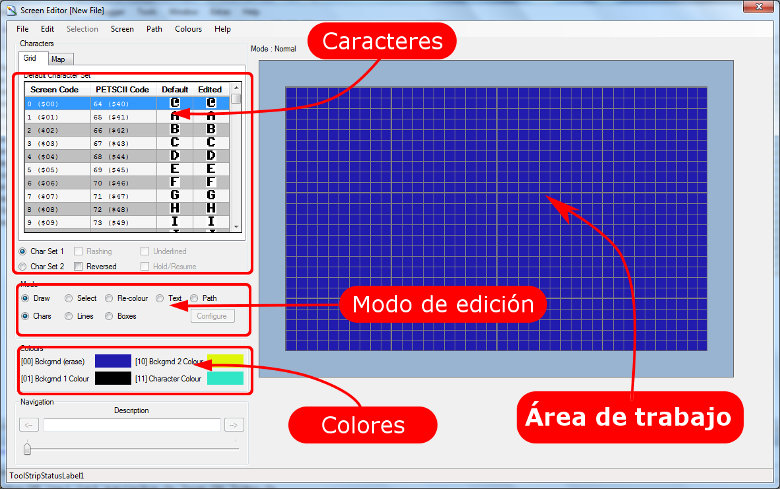 Screen Editor [New File]
File Edit Selection Screen Path Colours Help
Characters
Grid Map
Default Character Set
Screen Code PETSCII Code Default Edited
0 ($00) 64 ($40) @ @
1 ($01) 65 ($41) A A
2 ($02) 66 ($42) B B
3 ($03) 67 ($43) C C
4 ($04) 68 ($44) D D
5 ($05) 69 ($45) E E
6 ($06) 70 ($46) F F
7 ($07) 71 ($47) G G
8 ($08) 72 ($48) H H
9 ($09) 73 ($49) I I
Char Set 1 Flashing Underlined
Char Set 2 Reversed Hold/Resume
Mode
Draw Select Re-colour Text Path
Chars Lines Boxes Configure
Colours
[00] Bckgrnd (erase) [10] Bckgrnd 2 Colour
[01] Bckgrnd 1 Colour [11] Character Colour
Navigation
Description
<- ->
ToolStripStatusLabel1
Mode : Normal
Caracteres
Modo de edición
Colores
Área de trabajo